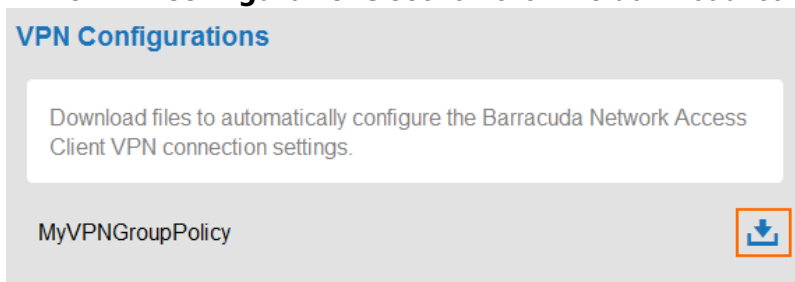 VPN Configurations
Download files to automatically configure the Barracuda Network Access
Client VPN connection settings.
MyVPNGroupPolicy